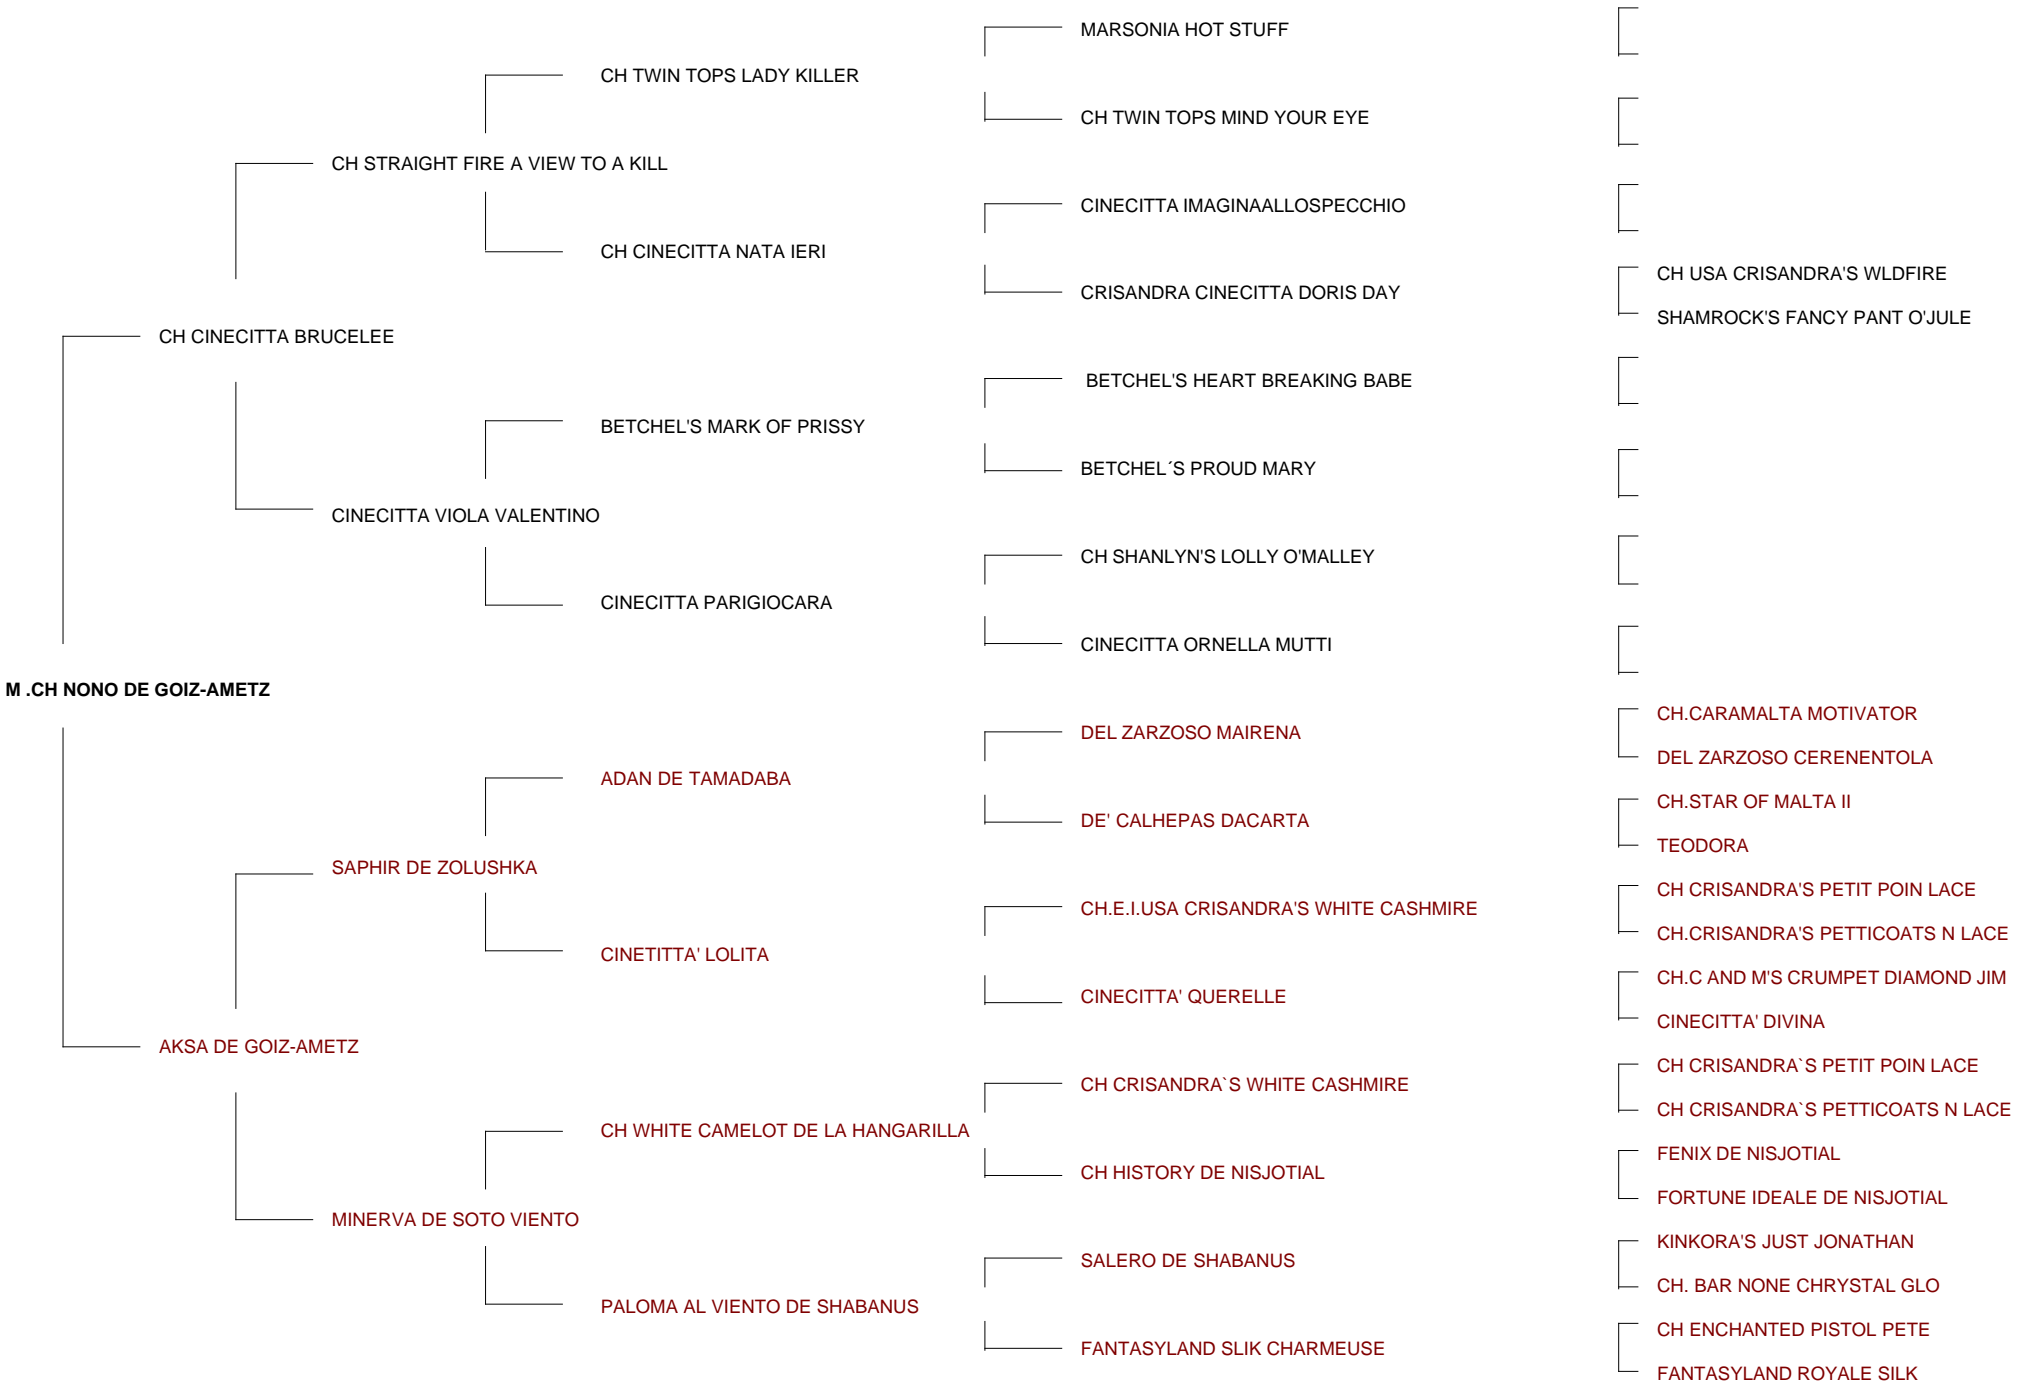 MARSONIA HOT STUFF
CH TWIN TOPS LADY KILLER
CH TWIN TOPS MIND YOUR EYE
CH STRAIGHT FIRE A VIEW TO A KILL
CINECITTA IMAGINAALLOSPECCHIO
CH CINECITTA NATA IERI
CH USA CRISANDRA'S WLDFIRE
CRISANDRA CINECITTA DORIS DAY
SHAMROCK'S FANCY PANT O'JULE
CH CINECITTA BRUCELEE
BETCHEL'S HEART BREAKING BABE
BETCHEL'S MARK OF PRISSY
BETCHEL´S PROUD MARY
CINECITTA VIOLA VALENTINO
CH SHANLYN'S LOLLY O'MALLEY
CINECITTA PARIGIOCARA
CINECITTA ORNELLA MUTTI
M .CH NONO DE GOIZ-AMETZ
CH.CARAMALTA MOTIVATOR
DEL ZARZOSO MAIRENA
DEL ZARZOSO CERENENTOLA
ADAN DE TAMADABA
CH.STAR OF MALTA II
DE' CALHEPAS DACARTA
TEODORA
SAPHIR DE ZOLUSHKA
CH CRISANDRA'S PETIT POIN LACE
CH.E.I.USA CRISANDRA'S WHITE CASHMIRE
CH.CRISANDRA'S PETTICOATS N LACE
CINETITTA' LOLITA
CH.C AND M'S CRUMPET DIAMOND JIM
CINECITTA' QUERELLE
CINECITTA' DIVINA
AKSA DE GOIZ-AMETZ
CH CRISANDRA`S PETIT POIN LACE
CH CRISANDRA`S WHITE CASHMIRE
CH CRISANDRA`S PETTICOATS N LACE
CH WHITE CAMELOT DE LA HANGARILLA
FENIX DE NISJOTIAL
CH HISTORY DE NISJOTIAL
FORTUNE IDEALE DE NISJOTIAL
MINERVA DE SOTO VIENTO
KINKORA'S JUST JONATHAN
SALERO DE SHABANUS
CH. BAR NONE CHRYSTAL GLO
PALOMA AL VIENTO DE SHABANUS
CH ENCHANTED PISTOL PETE
FANTASYLAND SLIK CHARMEUSE
FANTASYLAND ROYALE SILK